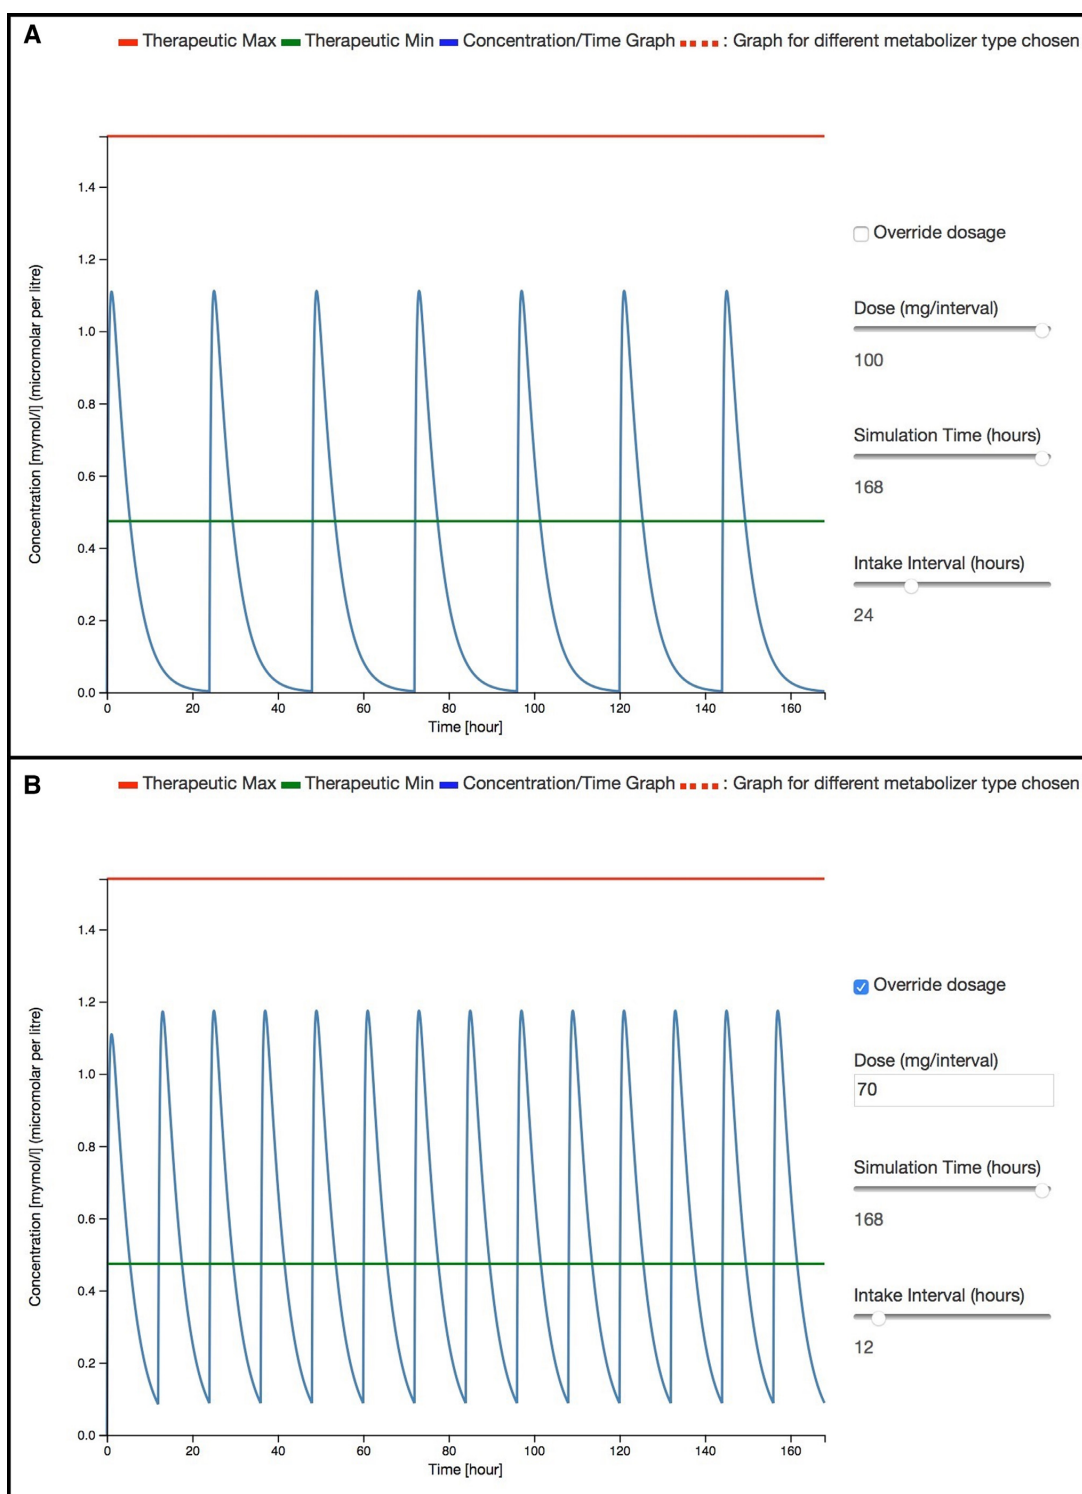 A
Therapeutic Max Therapeutic Min Concentration/Time Graph : Graph for different metabolizer type chosen
Concentration [mymol/l] (micromolar per litre)
1.4
1.2
1.0
0.8
0.6
0.4
0.2
0.0
0 20 40 60 80 100 120 140 160
Time [hour]
Override dosage
Dose (mg/interval)
100
Simulation Time (hours)
168
Intake Interval (hours)
24
B
Therapeutic Max Therapeutic Min Concentration/Time Graph : Graph for different metabolizer type chosen
Concentration [mymol/l] (micromolar per litre)
1.4
1.2
1.0
0.8
0.6
0.4
0.2
0.0
0 20 40 60 80 100 120 140 160
Time [hour]
Override dosage
Dose (mg/interval)
70
Simulation Time (hours)
168
Intake Interval (hours)
12